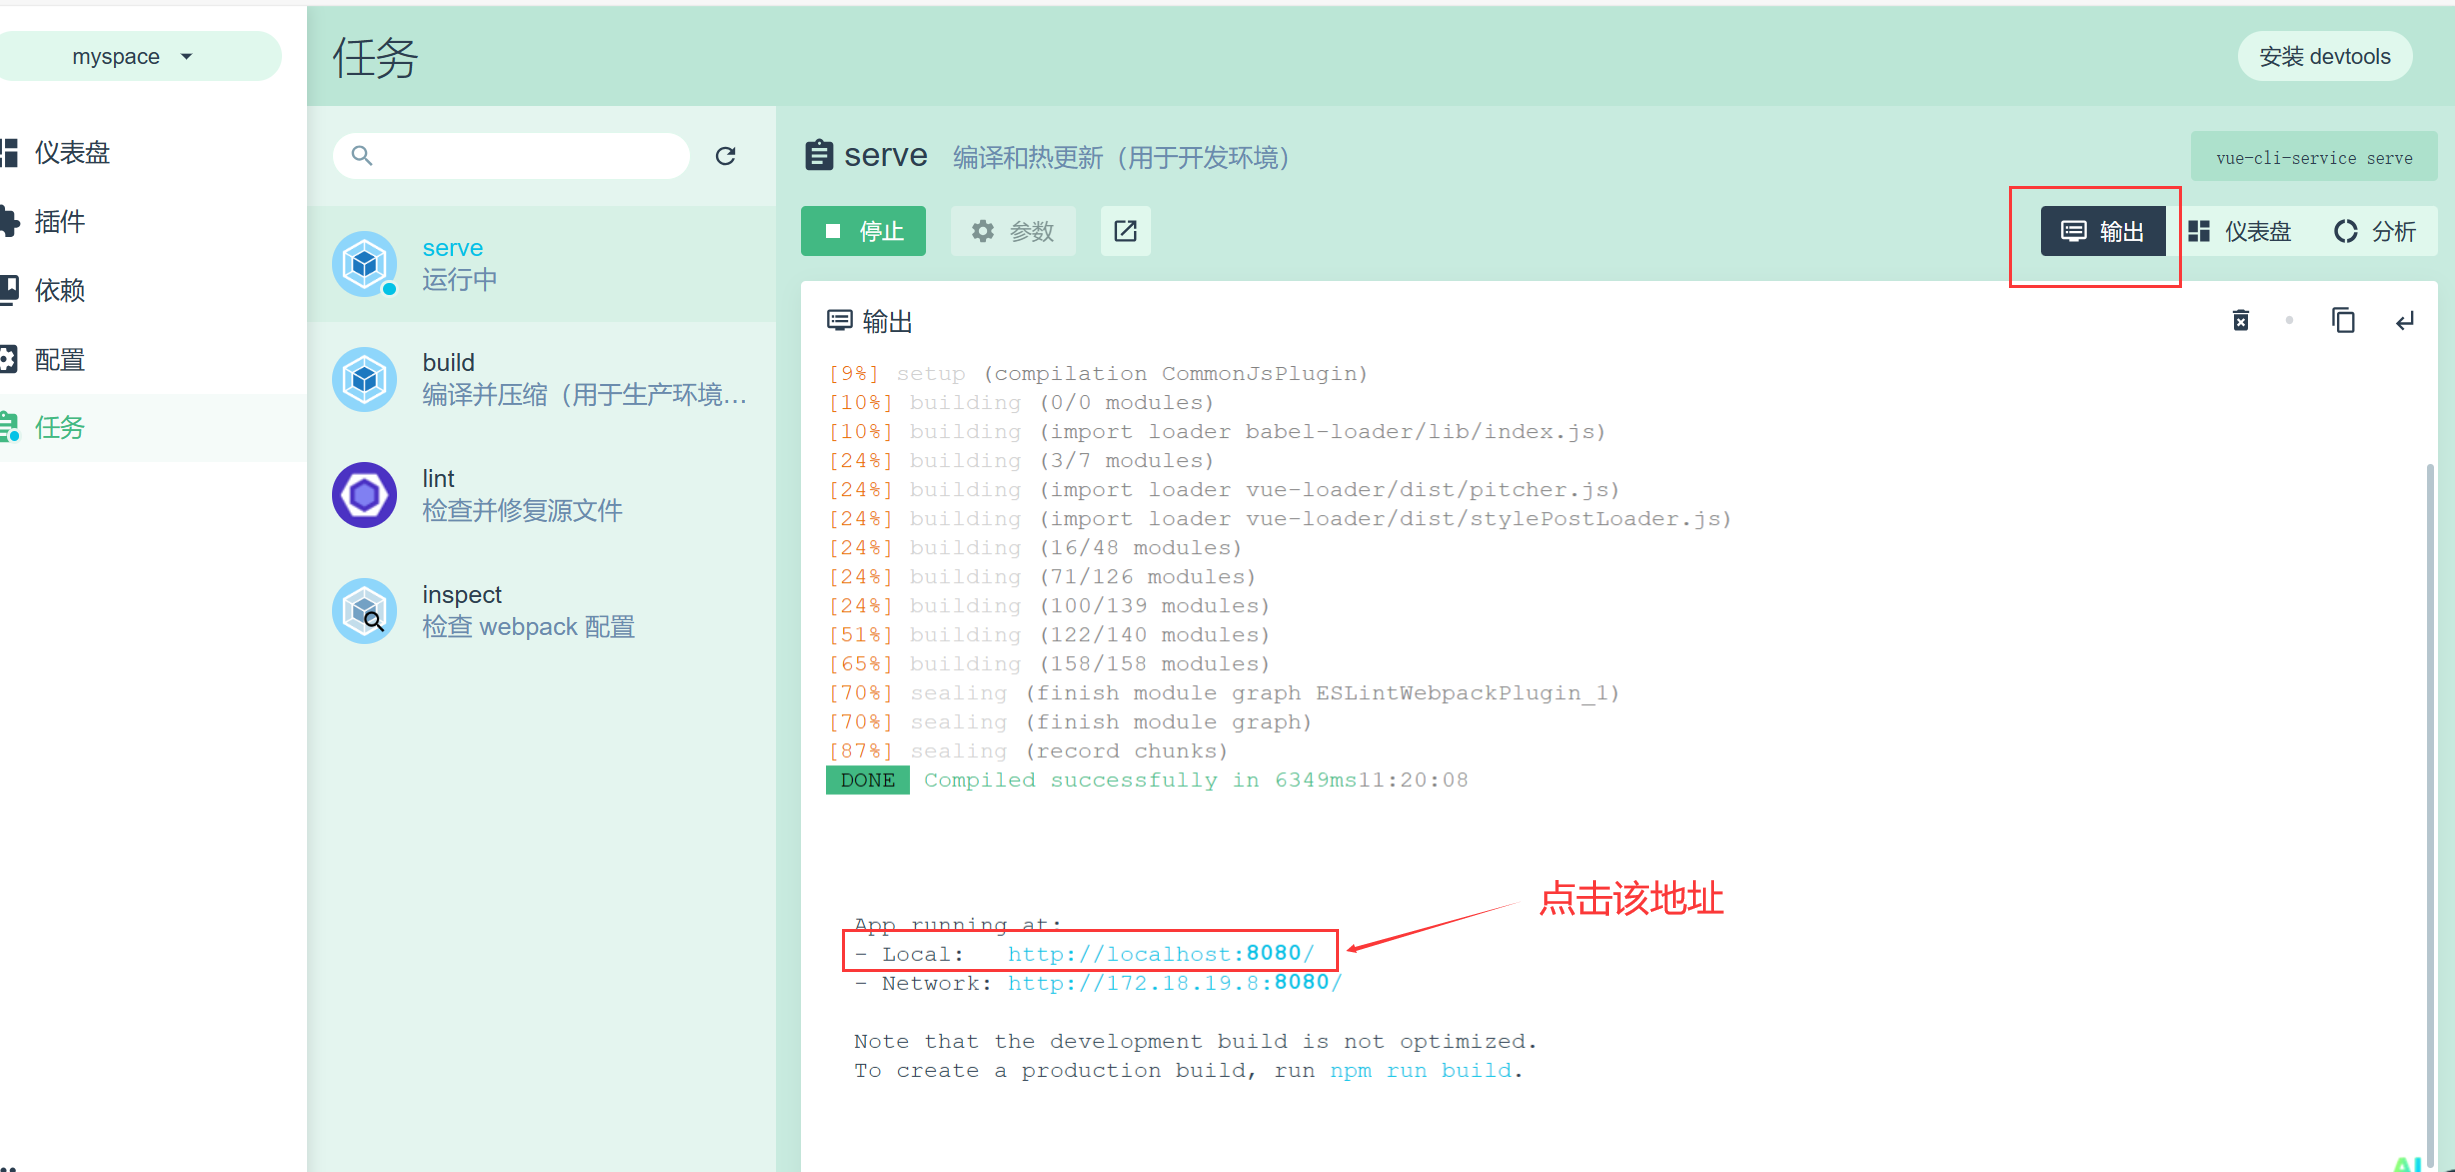 myspace
仪表盘
插件
依赖
配置
任务
任务
安装 devtools
serve
运行中
build
编译并压缩（用于生产环境…
lint
检查并修复源文件
inspect
检查 webpack 配置
serve 编译和热更新（用于开发环境）
vue-cli-service serve
停止 参数 输出 仪表盘 分析
输出
[9%] setup (compilation CommonJsPlugin)
[10%] building (0/0 modules)
[10%] building (import loader babel-loader/lib/index.js)
[24%] building (3/7 modules)
[24%] building (import loader vue-loader/dist/pitcher.js)
[24%] building (import loader vue-loader/dist/stylePostLoader.js)
[24%] building (16/48 modules)
[24%] building (71/126 modules)
[24%] building (100/139 modules)
[51%] building (122/140 modules)
[65%] building (158/158 modules)
[70%] sealing (finish module graph ESLintWebpackPlugin_1)
[70%] sealing (finish module graph)
[87%] sealing (record chunks)
DONE Compiled successfully in 6349ms11:20:08
点击该地址
App running at:
- Local: http://localhost:8080/
- Network: http://172.18.19.8:8080/
Note that the development build is not optimized.
To create a production build, run npm run build.
AI